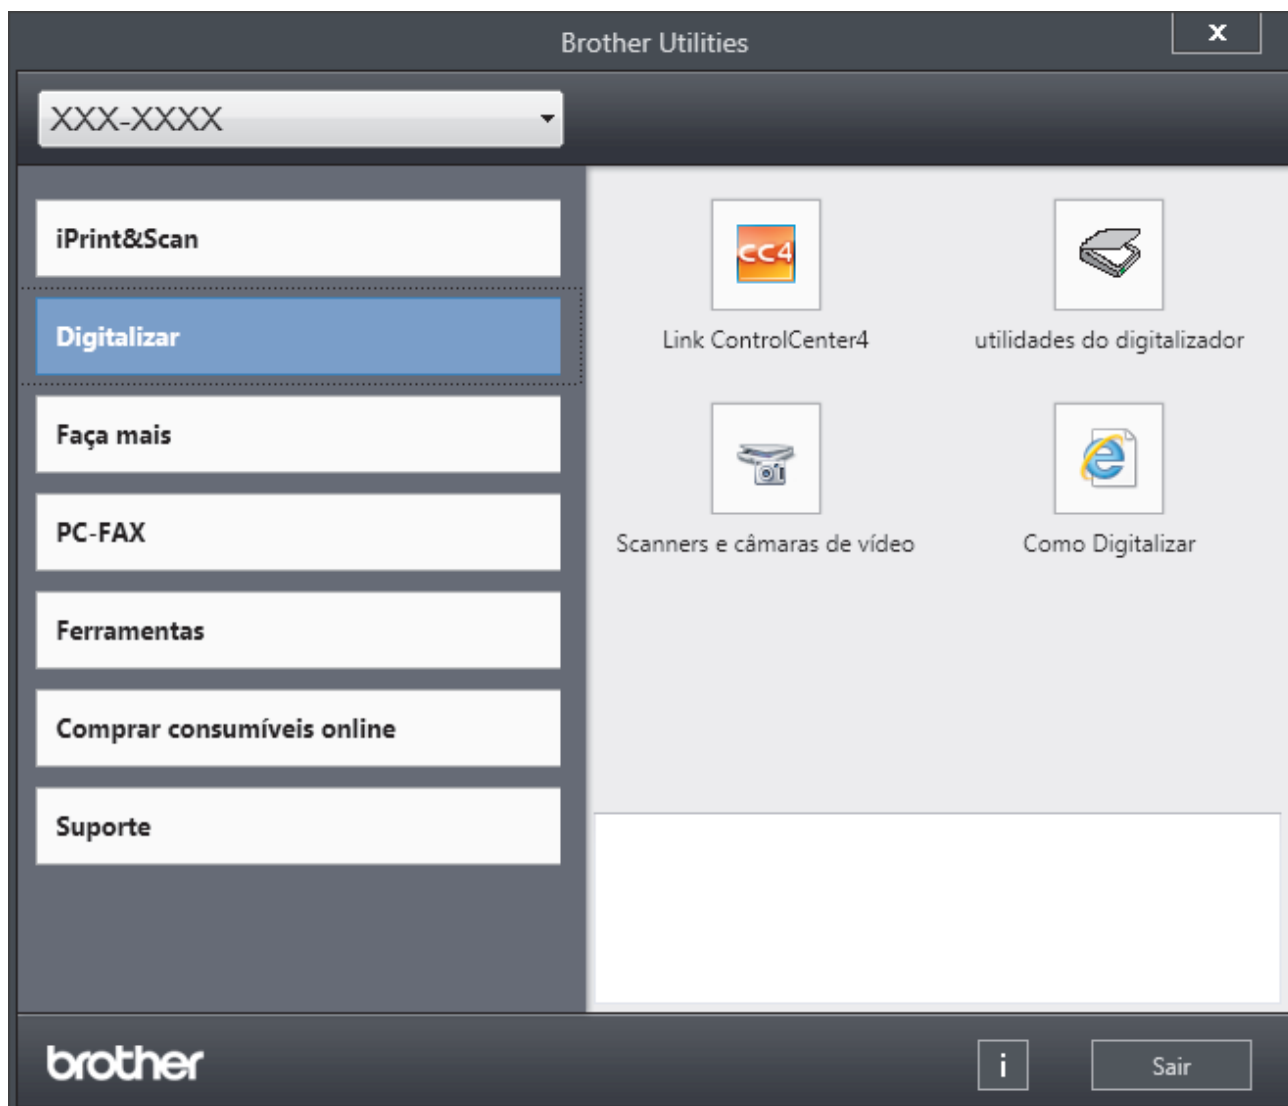 Brother Utilities
x
XXX-XXXX
iPrint&Scan
Digitalizar
Faça mais
PC-FAX
Ferramentas
Comprar consumíveis online
Suporte
CC4
Link ControlCenter4
utilidades do digitalizador
Scanners e câmaras de vídeo
Como Digitalizar
brother
i
Sair